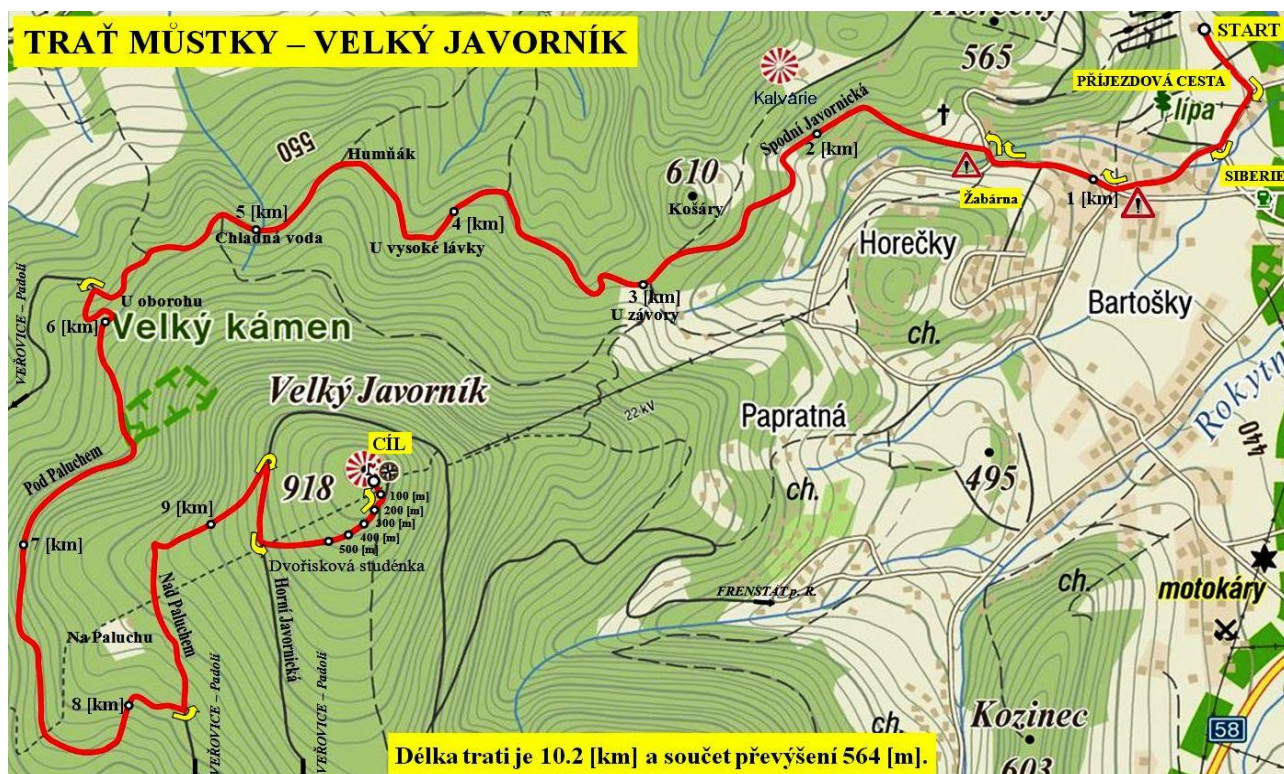 Horečky
TRAŤ MŮSTKY – VELKÝ JAVORNÍK
START
565
PŘÍJEZDOVÁ CESTA
Kalvárie
lípa
Spodní Javornická
2 [km]
550
Humňák
610
Košáry
Žabárna
1 [km]
SIBERIE
5 [km]
Chladná voda
4 [km]
U vysoké lávky
Horečky
3 [km]
U závory
Bartošky
VEŘOVICE – Padolí
U oborohu
6 [km]
Velký kámen
ch.
Velký Javorník
22 kV
Papratná
Rokytn
440
CÍL
918
Pod Paluchem
100 [m]
200 [m]
300 [m]
400 [m]
500 [m]
9 [km]
ch.
495
7 [km]
Dvořisková studénka
Nad Paluchem
Horní Javornická
FRENŠTÁT p. R.
ch.
motokáry
Na Paluchu
VEŘOVICE – Padolí
VEŘOVICE – Padolí
8 [km]
ch.
Kozinec
603
58
Délka trati je 10.2 [km] a součet převýšení 564 [m].